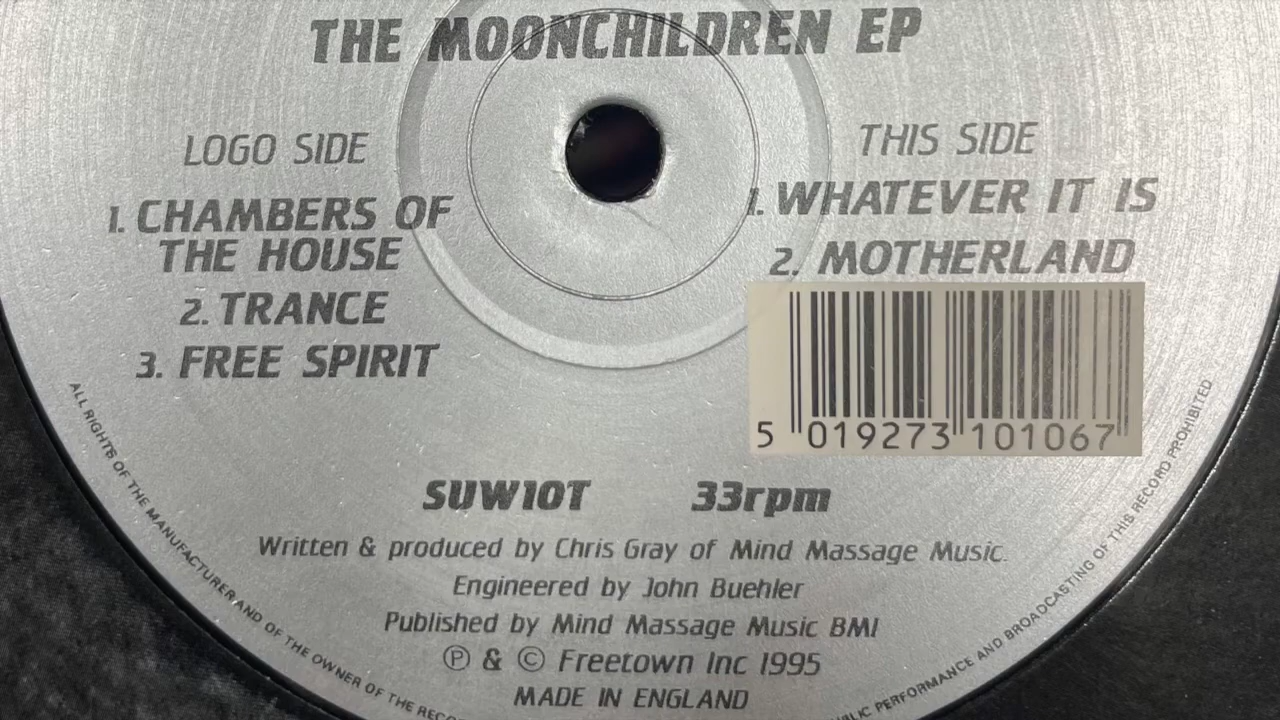 THE MOONCHILDREN EP
LOGO SIDE
1. CHAMBERS OF
THE HOUSE
2. TRANCE
3. FREE SPIRIT
THIS SIDE
1. WHATEVER IT IS
2. MOTHERLAND
5 019273 101067
SUW10T 33rpm
Written & produced by Chris Gray of Mind Massage Music.
Engineered by John Buehler
Published by Mind Massage Music BMI
Ⓟ & © Freetown Inc 1995
MADE IN ENGLAND
ALL RIGHTS OF THE MANUFACTURER AND OF THE OWNER OF THE
PERFORMANCE AND BROADCASTING OF THIS RECORD PROHIBITED